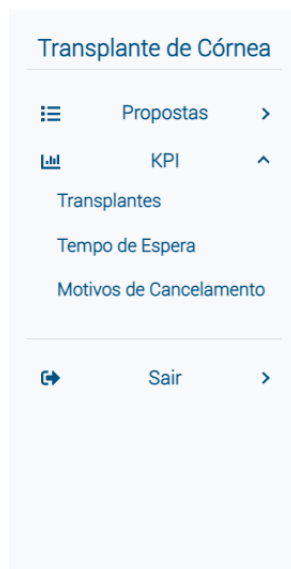 Transplante de Córnea
Propostas
KPI
Transplantes
Tempo de Espera
Motivos de Cancelamento
Sair